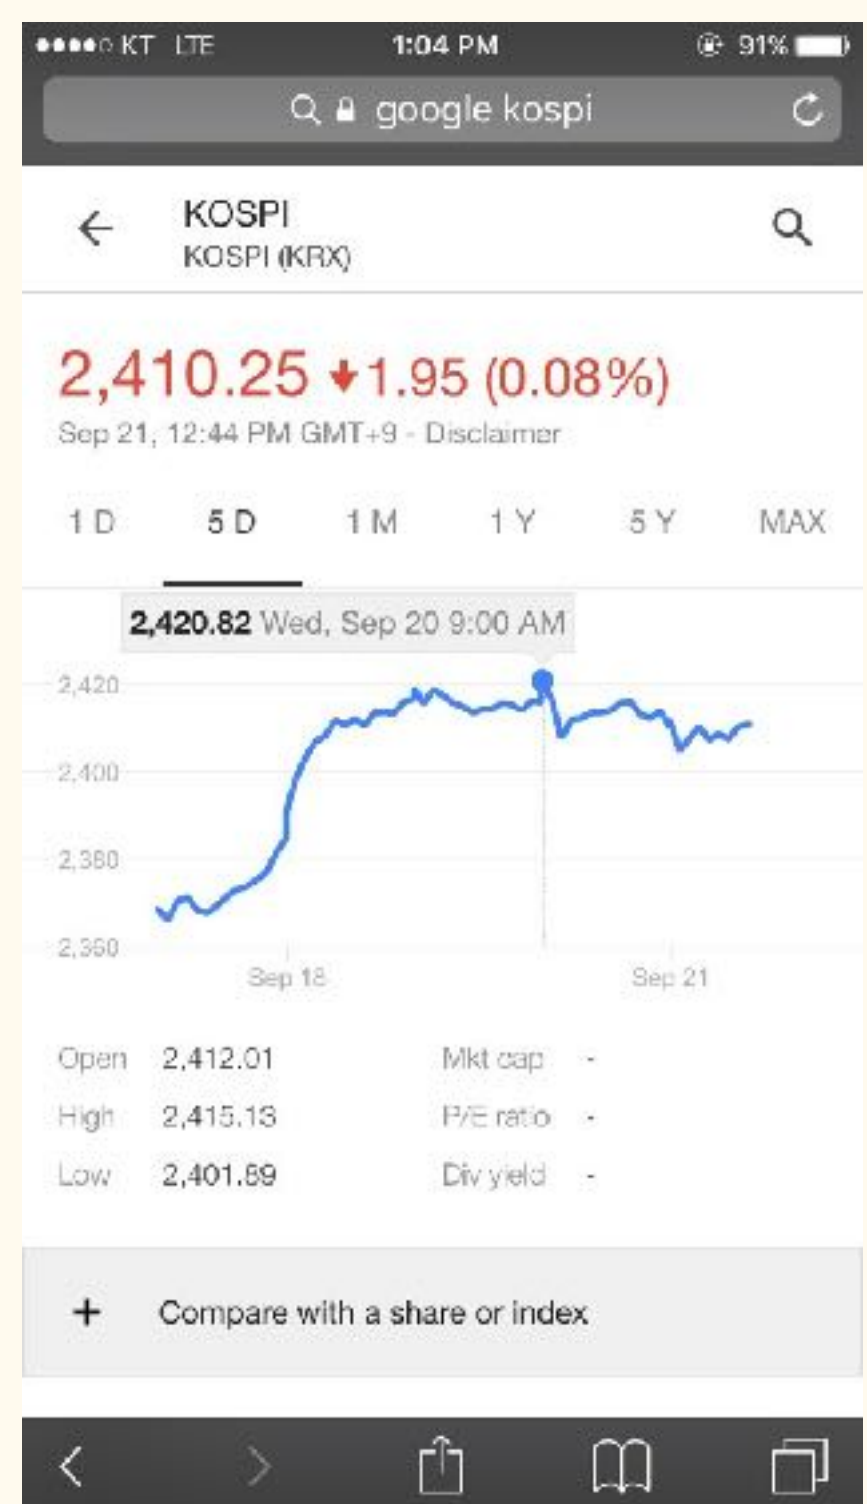 KT LTE 1:04 PM 91%
google kospi
KOSPI
KOSPI (KRX)
2,410.25 1.95 (0.08%)
Sep 21, 12:44 PM GMT+9 - Disclaimer
1 D 5 D 1 M 1 Y 5 Y MAX
2,420.82 Wed, Sep 20 9:00 AM
2,420
2,400
2,380
2,360
Sep 18 Sep 21
Open 2,412.01 Mkt cap -
High 2,415.13 P/E ratio -
Low 2,401.89 Div yield -
+ Compare with a share or index